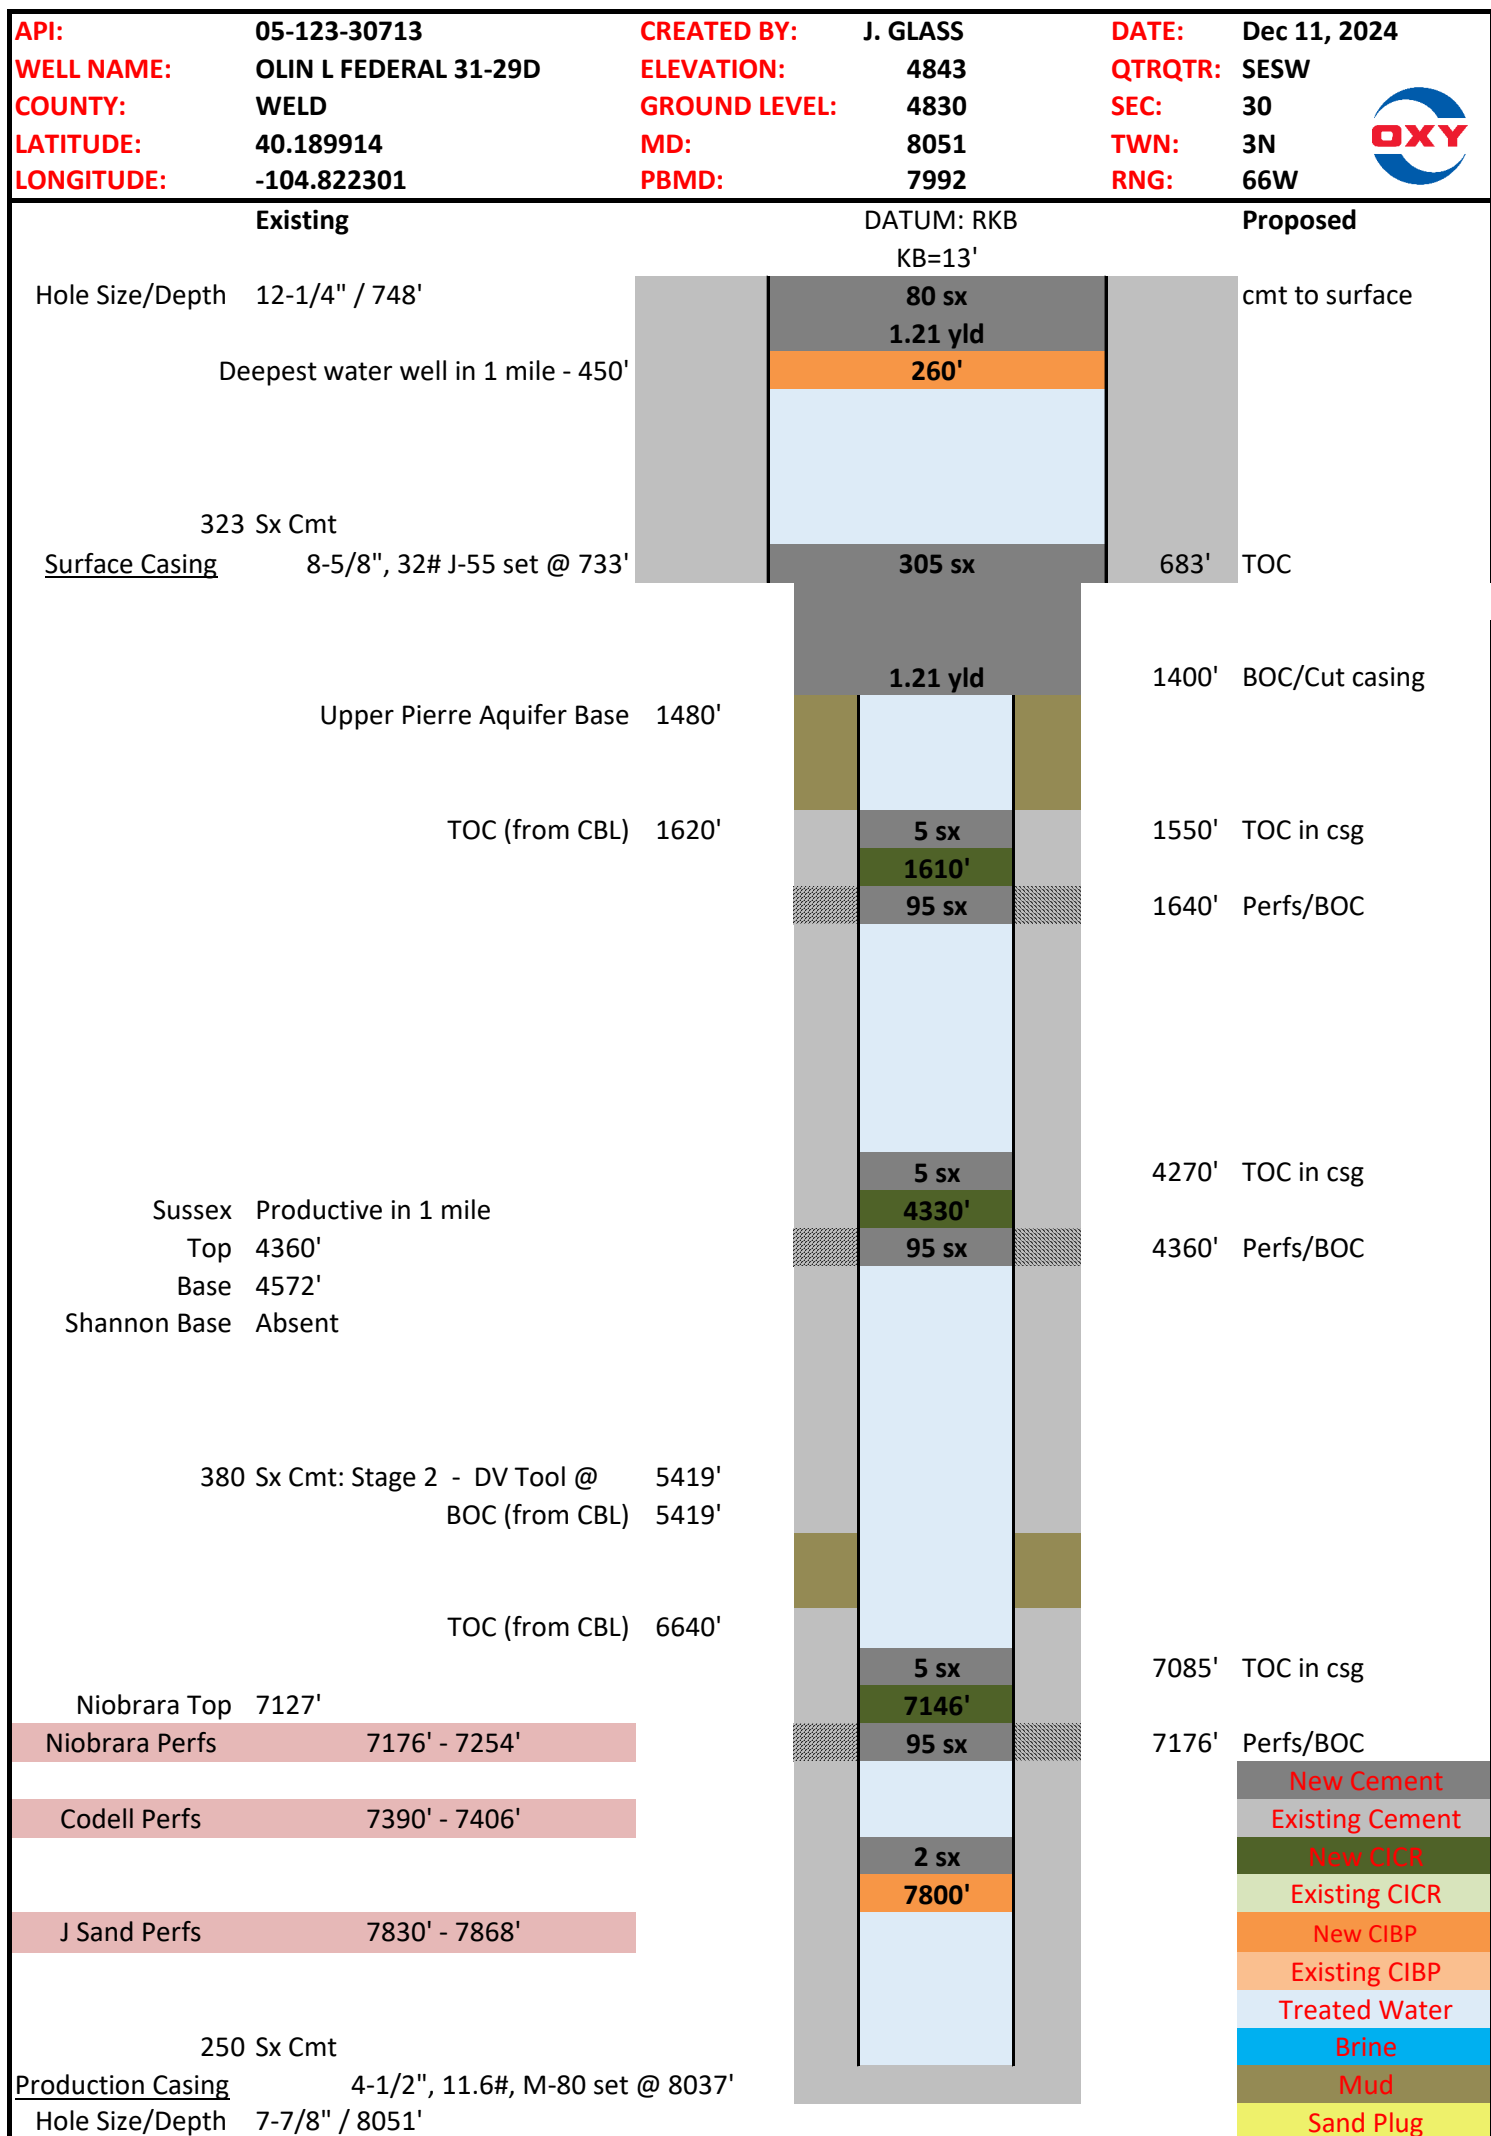 API: 05-123-30713 CREATED BY: J. GLASS DATE: Dec 11, 2024
WELL NAME: OLIN L FEDERAL 31-29D ELEVATION: 4843 QTRQTR: SESW
COUNTY: WELD GROUND LEVEL: 4830 SEC: 30
LATITUDE: 40.189914 MD: 8051 TWN: 3N OXY
LONGITUDE: -104.822301 PBMD: 7992 RNG: 66W
Existing DATUM: RKB Proposed
KB=13'
Hole Size/Depth 12-1/4" / 748' 80 sx cmt to surface
1.21 yld
Deepest water well in 1 mile - 450' 260'
323 Sx Cmt
Surface Casing 8-5/8", 32# J-55 set @ 733' 305 sx 683' TOC
1.21 yld 1400' BOC/Cut casing
Upper Pierre Aquifer Base 1480'
TOC (from CBL) 1620' 5 sx 1550' TOC in csg
1610'
95 sx 1640' Perfs/BOC
5 sx 4270' TOC in csg
Sussex Productive in 1 mile 4330'
Top 4360' 95 sx 4360' Perfs/BOC
Base 4572'
Shannon Base Absent
380 Sx Cmt: Stage 2 - DV Tool @ 5419'
BOC (from CBL) 5419'
TOC (from CBL) 6640'
5 sx 7085' TOC in csg
Niobrara Top 7127' 7146'
Niobrara Perfs 7176' - 7254' 95 sx 7176' Perfs/BOC
New Cement
Codell Perfs 7390' - 7406' Existing Cement
2 sx New CICR
7800' Existing CICR
J Sand Perfs 7830' - 7868' New CIBP
Existing CIBP
Treated Water
250 Sx Cmt Brine
Production Casing 4-1/2", 11.6#, M-80 set @ 8037' Mud
Hole Size/Depth 7-7/8" / 8051' Sand Plug